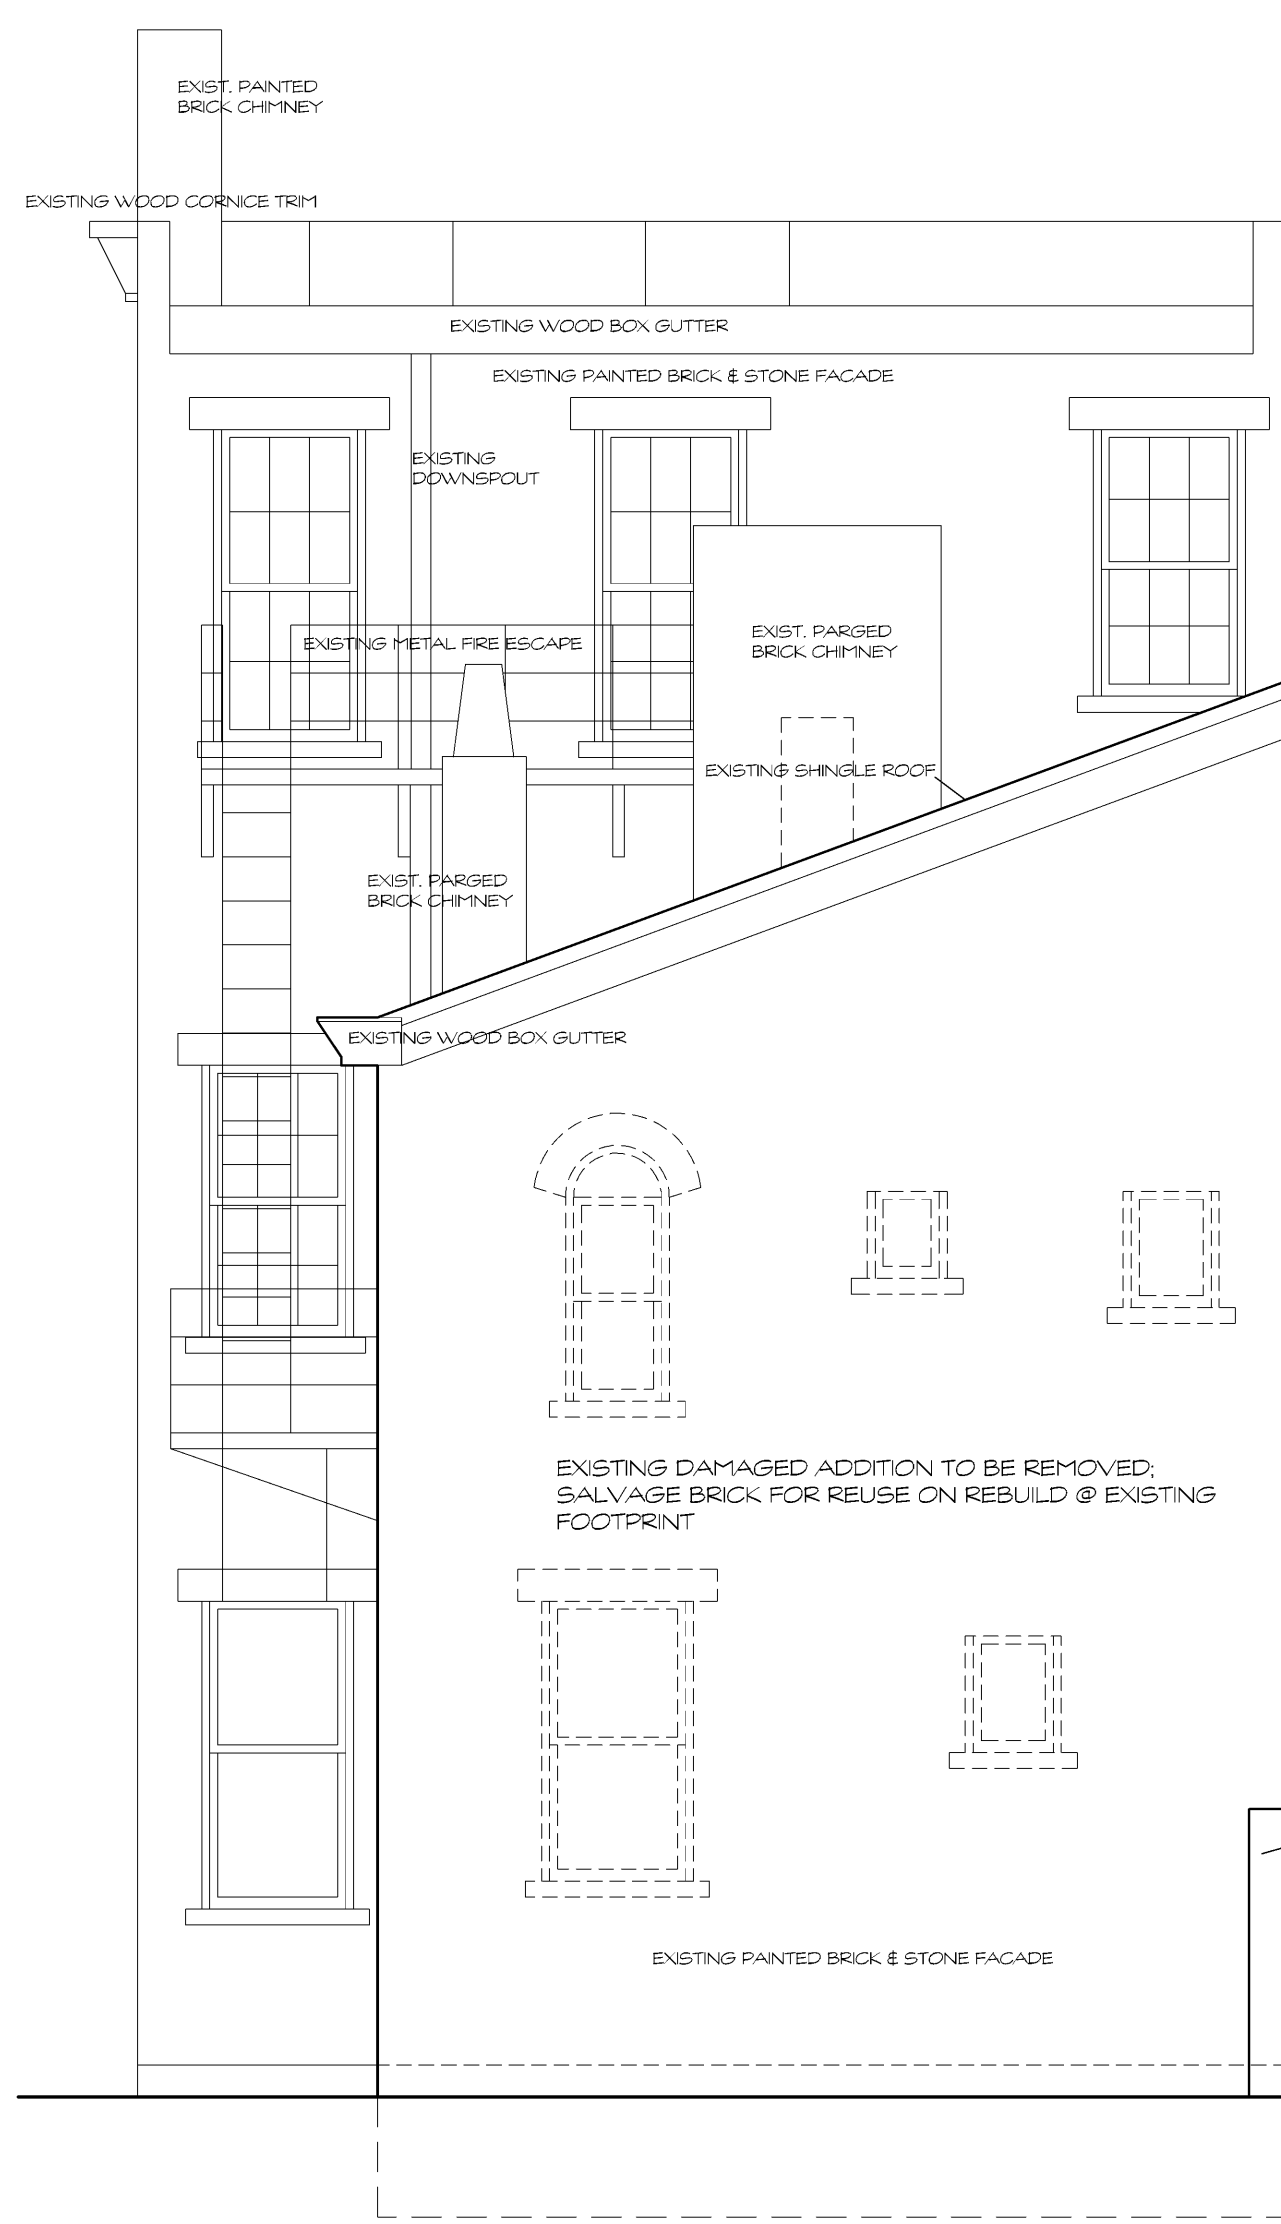 EXIST. PAINTED
BRICK CHIMNEY
EXISTING WOOD CORNICE TRIM
EXISTING WOOD BOX GUTTER
EXISTING PAINTED BRICK & STONE FACADE
EXISTING
DOWNSPOUT
EXISTING METAL FIRE ESCAPE
EXIST. PARGED
BRICK CHIMNEY
EXISTING SHINGLE ROOF
EXIST. PARGED
BRICK CHIMNEY
EXISTING WOOD BOX GUTTER
EXISTING DAMAGED ADDITION TO BE REMOVED;
SALVAGE BRICK FOR REUSE ON REBUILD @ EXISTING
FOOTPRINT
EXISTING PAINTED BRICK & STONE FACADE